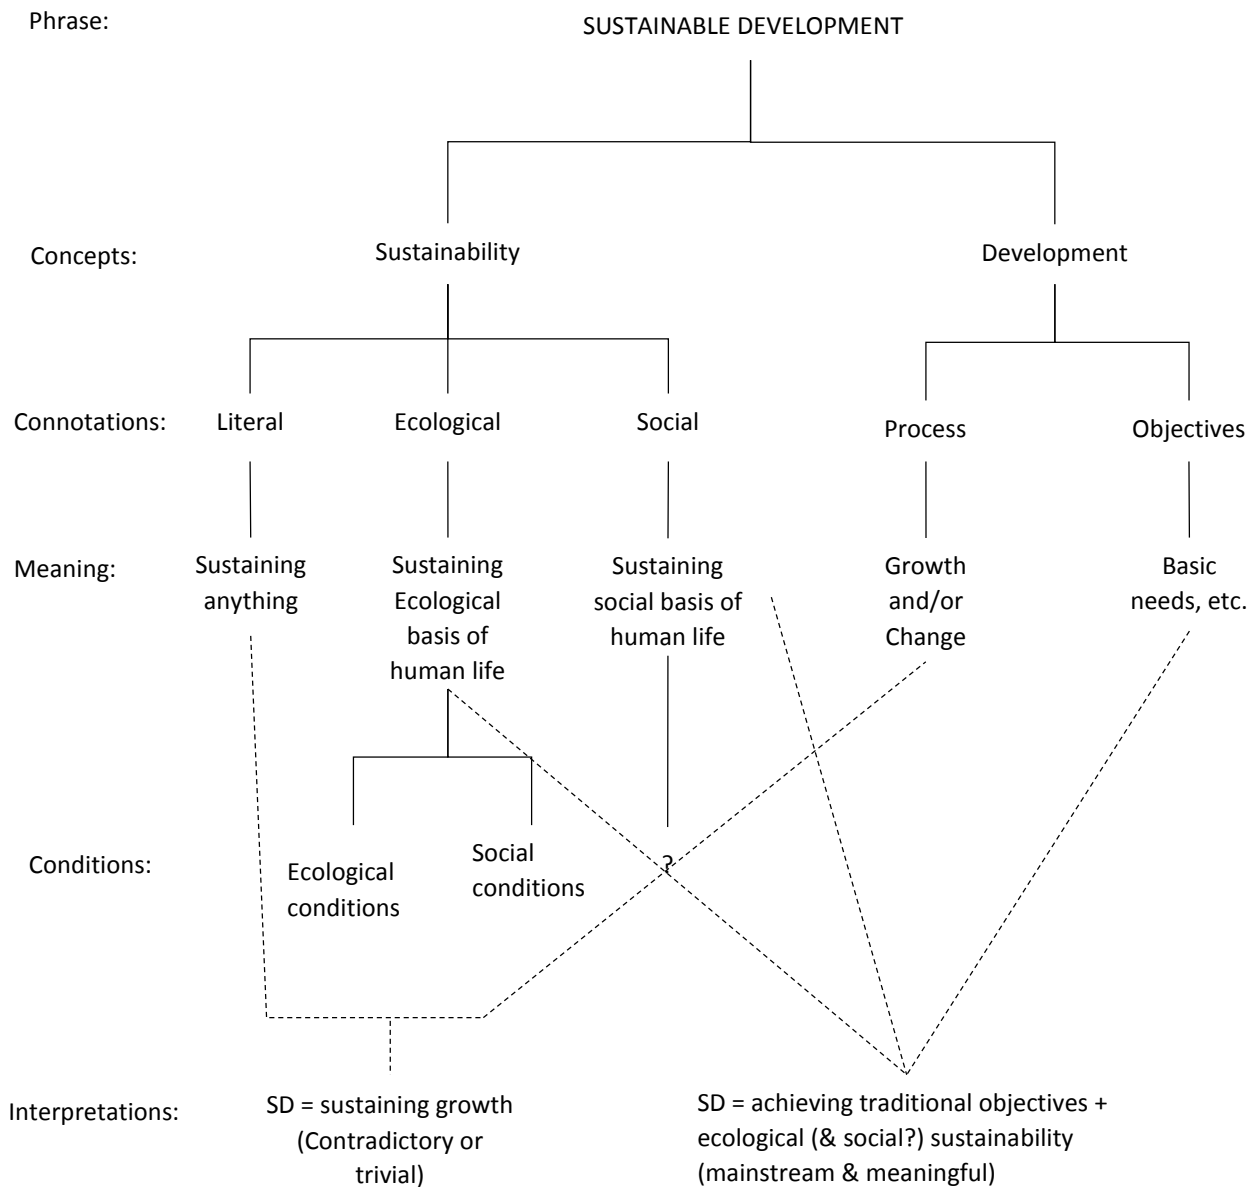 Phrase:
SUSTAINABLE DEVELOPMENT
Concepts:
Sustainability
Development
Connotations:
Literal
Ecological
Social
Process
Objectives
Meaning:
Sustaining
anything
Sustaining
Ecological
basis of
human life
Sustaining
social basis of
human life
Growth
and/or
Change
Basic
needs, etc.
Conditions:
Ecological
conditions
Social
conditions
?
Interpretations:
SD = sustaining growth
(Contradictory or
trivial)
SD = achieving traditional objectives +
ecological (& social?) sustainability
(mainstream & meaningful)